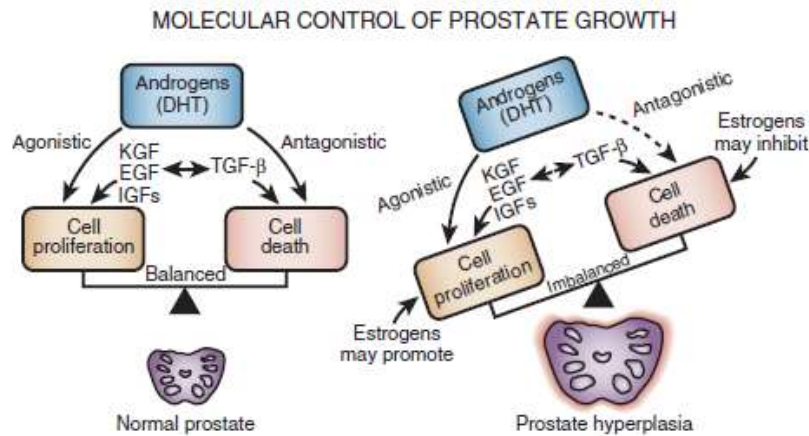 MOLECULAR CONTROL OF PROSTATE GROWTH
Androgens
(DHT)
Agonistic
Antagonistic
KGF
EGF
IGFs
TGF-β
Cell
proliferation
Cell
death
Balanced
Normal prostate
Androgens
(DHT)
Antagonistic
Estrogens
may inhibit
Agonistic
KGF
EGF
IGFs
TGF-β
Cell
death
Cell
proliferation
Imbalanced
Estrogens
may promote
Prostate hyperplasia